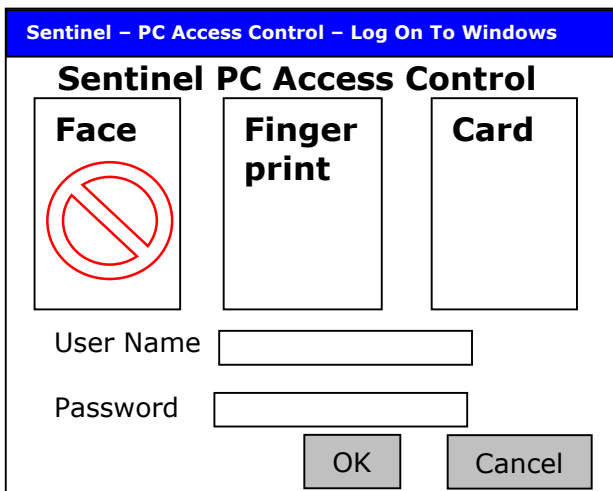 Sentinel – PC Access Control – Log On To Windows
Sentinel PC Access Control
Face
Finger
print
Card
User Name
Password
OK
Cancel